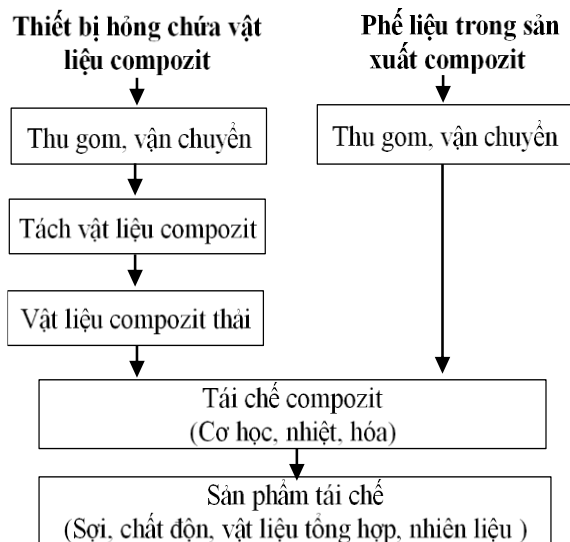 Thiết bị hỏng chứa vật
liệu compozit
Phế liệu trong sản
xuất compozit
Thu gom, vận chuyển
Thu gom, vận chuyển
Tách vật liệu compozit
Vật liệu compozit thải
Tái chế compozit
(Cơ học, nhiệt, hóa)
Sản phẩm tái chế
(Sợi, chất độn, vật liệu tổng hợp, nhiên liệu )